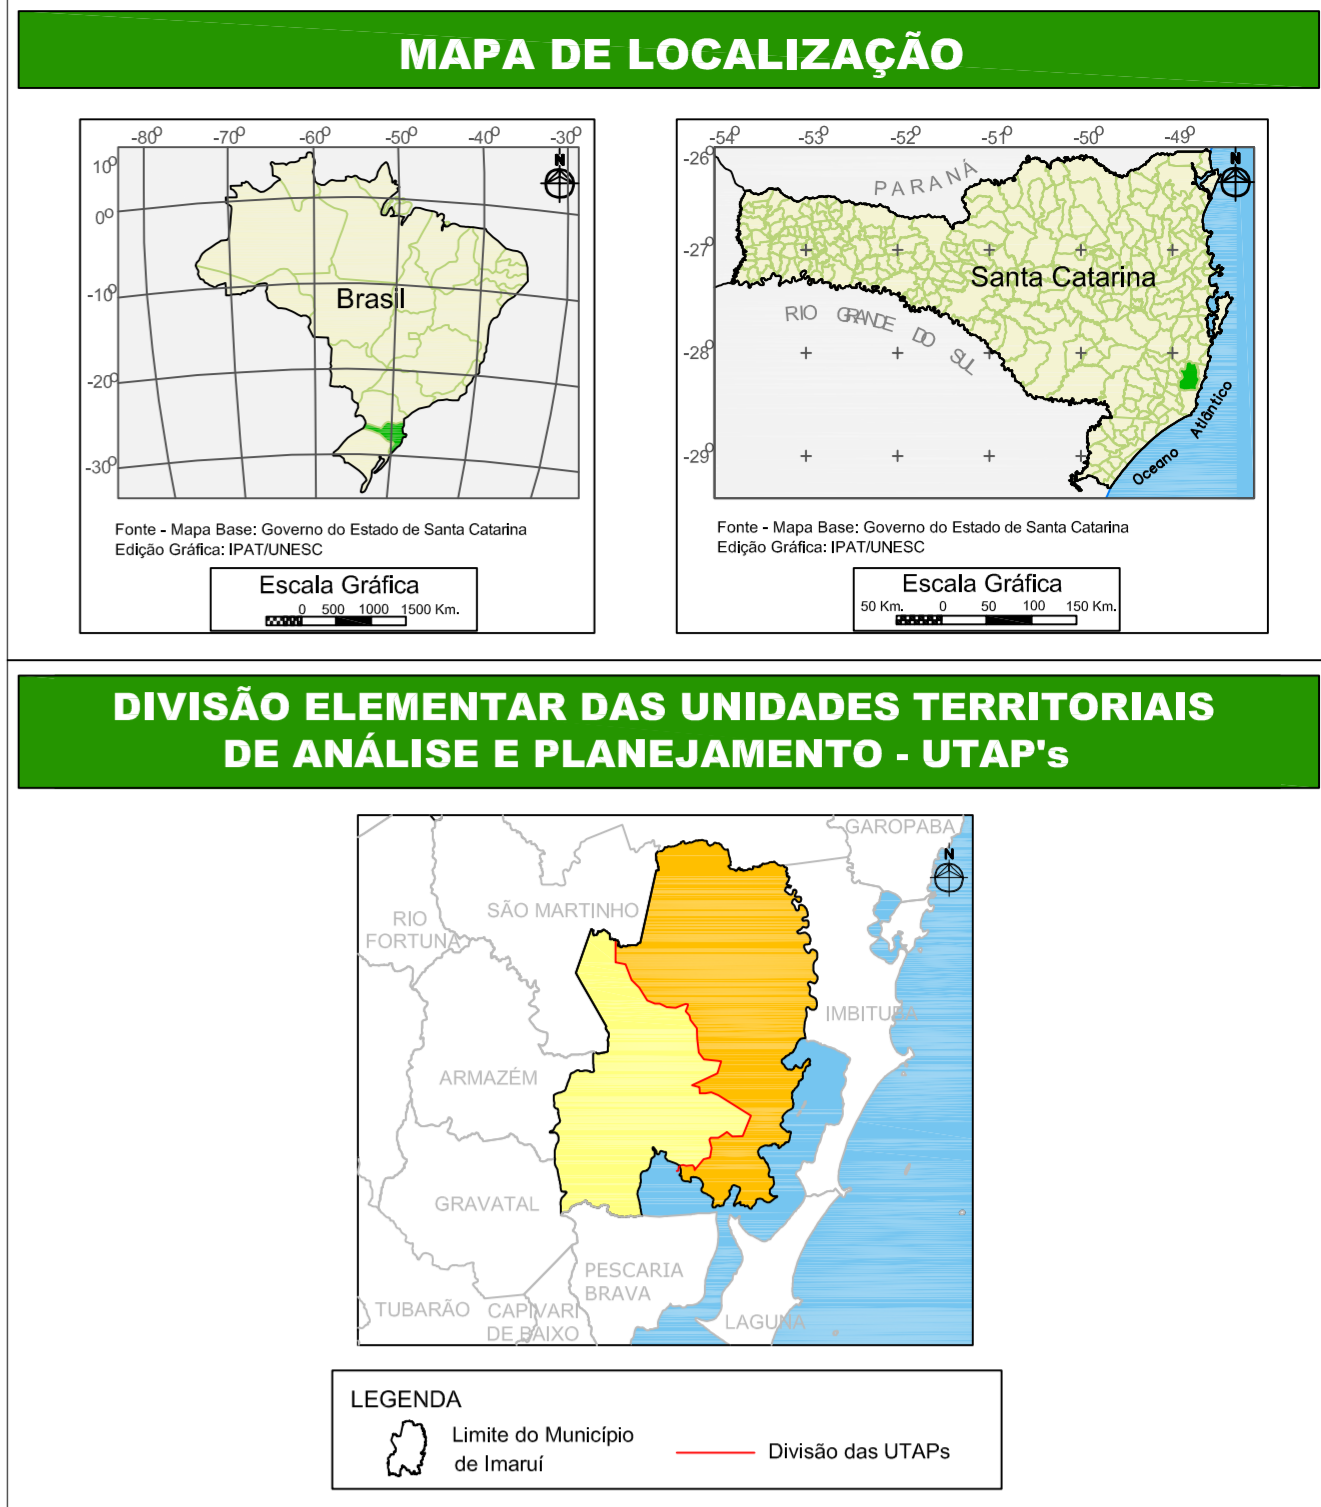 MAPA DE LOCALIZAÇÃO
-80º -70º -60º -50º -40º -30º
10º
0º
-10º
-20º
-30º
N
Brasil
Fonte - Mapa Base: Governo do Estado de Santa Catarina
Edição Gráfica: IPAT/UNESC
Escala Gráfica
0 500 1000 1500 Km.
-54º -53º -52º -51º -50º -49º
-26º
-27º
-28º
-29º
N
PARANÁ
Santa Catarina
RIO GRANDE DO SUL
Oceano Atlântico
Fonte - Mapa Base: Governo do Estado de Santa Catarina
Edição Gráfica: IPAT/UNESC
Escala Gráfica
50 Km. 0 50 100 150 Km.
DIVISÃO ELEMENTAR DAS UNIDADES TERRITORIAIS
DE ANÁLISE E PLANEJAMENTO - UTAP's
GAROPABA
N
SÃO MARTINHO
RIO
FORTUNA
IMBITUBA
ARMAZÉM
GRAVATAL
PESCARIA
BRAVA
TUBARÃO
CAPIVARI
DE BAIXO
LAGUNA
LEGENDA
Limite do Município
de Imaruí
Divisão das UTAPs